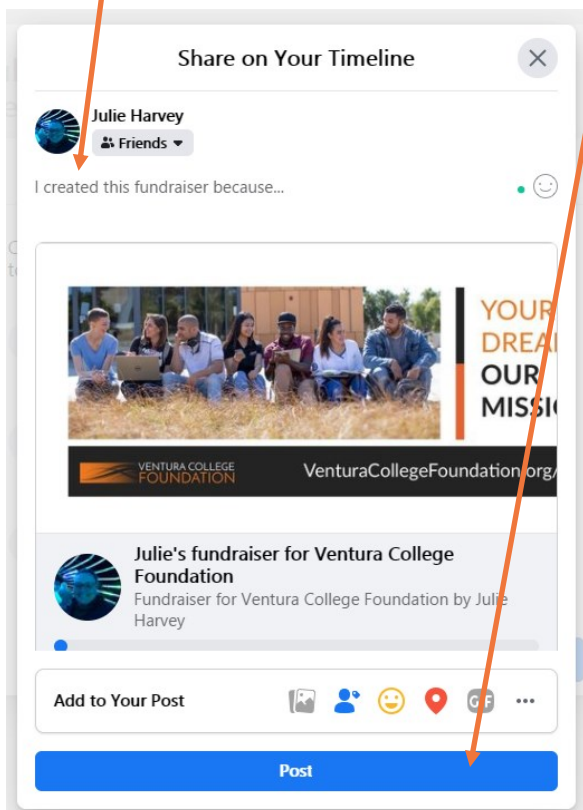 Share on Your Timeline
Julie Harvey
Friends
I created this fundraiser because...
YOUR
OUR
VENTURA COLLEGE
FOUNDATION
VenturaCollegeFoundation.org/
Julie's fundraiser for Ventura College
Foundation
Fundraiser for Ventura College Foundation by Julie
Harvey
Add to Your Post
GIF
Post